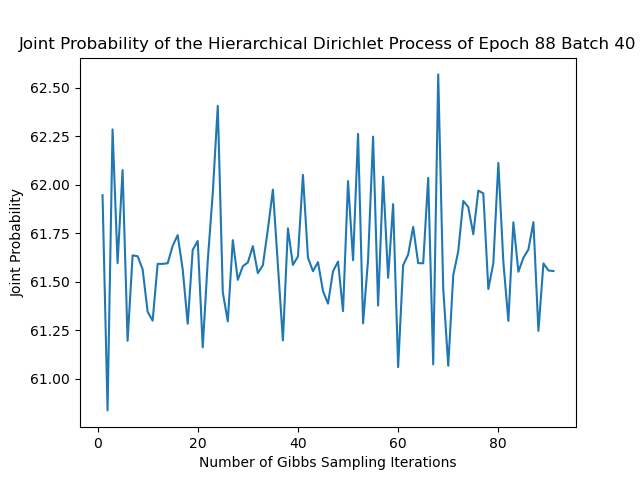 Joint Probability of the Hierarchical Dirichlet Process of Epoch 88 Batch 40
62.50
62.25
62.00
61.75
61.50
61.25
61.00
Joint Probability
0 20 40 60 80
Number of Gibbs Sampling Iterations